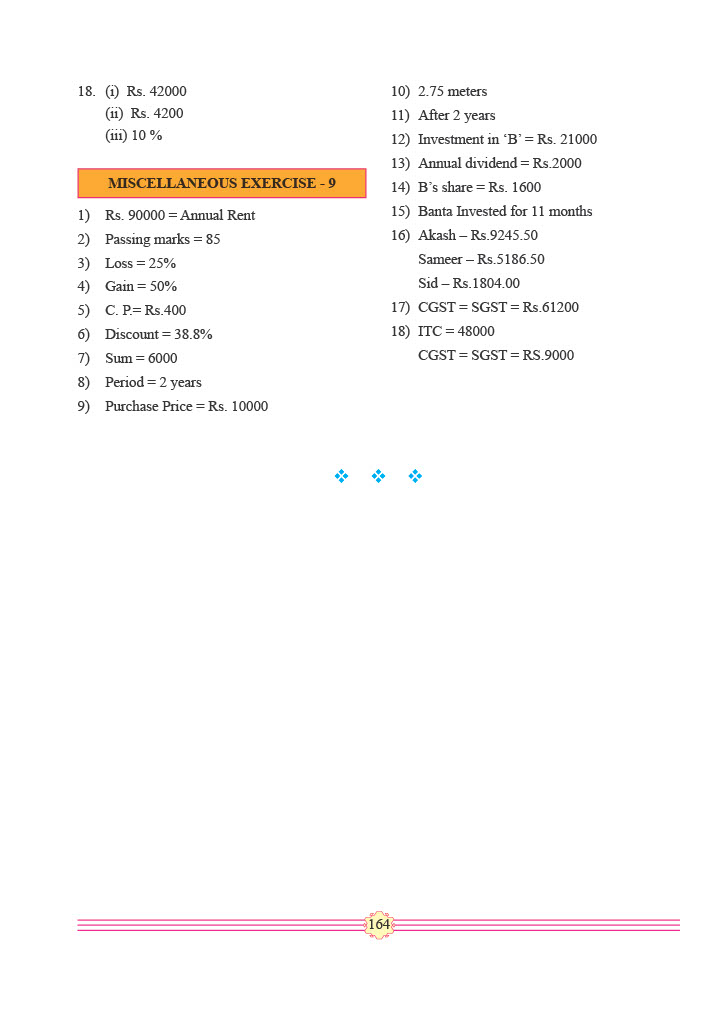 18. (i) Rs. 42000
(ii) Rs. 4200
(iii) 10 %
MISCELLANEOUS EXERCISE - 9
1) Rs. 90000 = Annual Rent
2) Passing marks = 85
3) Loss = 25%
4) Gain = 50%
5) C. P.= Rs.400
6) Discount = 38.8%
7) Sum = 6000
8) Period = 2 years
9) Purchase Price = Rs. 10000
10) 2.75 meters
11) After 2 years
12) Investment in ‘B’ = Rs. 21000
13) Annual dividend = Rs.2000
14) B’s share = Rs. 1600
15) Banta Invested for 11 months
16) Akash – Rs.9245.50
Sameer – Rs.5186.50
Sid – Rs.1804.00
17) CGST = SGST = Rs.61200
18) ITC = 48000
CGST = SGST = RS.9000
164